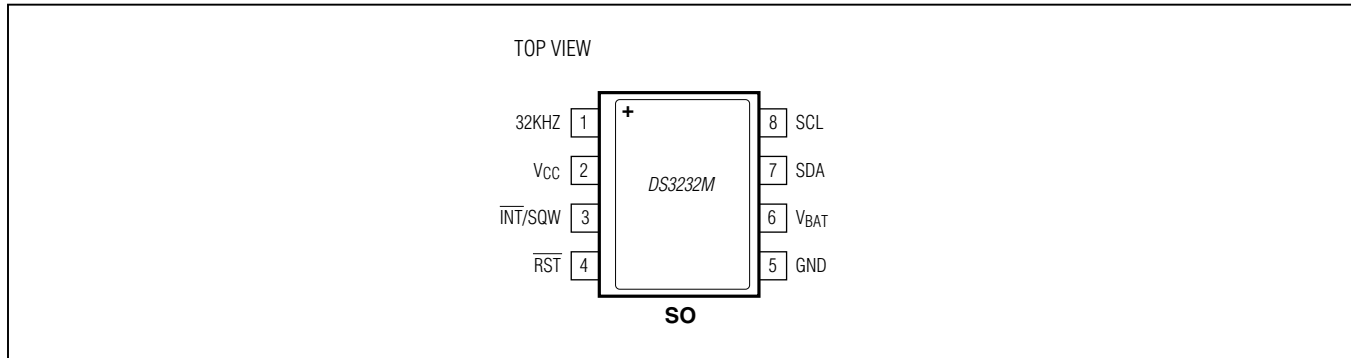 TOP VIEW
32KHZ 1 + 8 SCL
VCC 2 DS3232M 7 SDA
INT/SQW 3 6 VBAT
RST 4 5 GND
SO